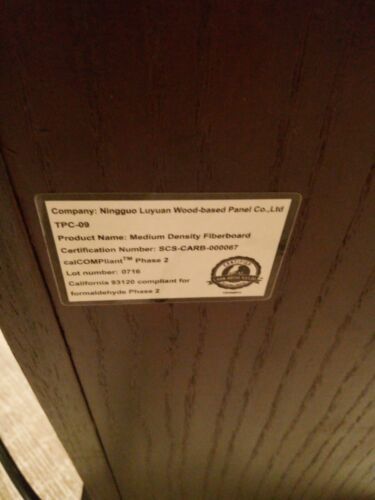 Company: Ningguo Luyuan Wood-based Panel Co.,Ltd
TPC-09
Product Name: Medium Density Fiberboard
Certification Number: SCS-CARB-000067
calCOMPliant™ Phase 2
Lot number: 0716
California 93120 compliant for
formaldehyde Phase 2